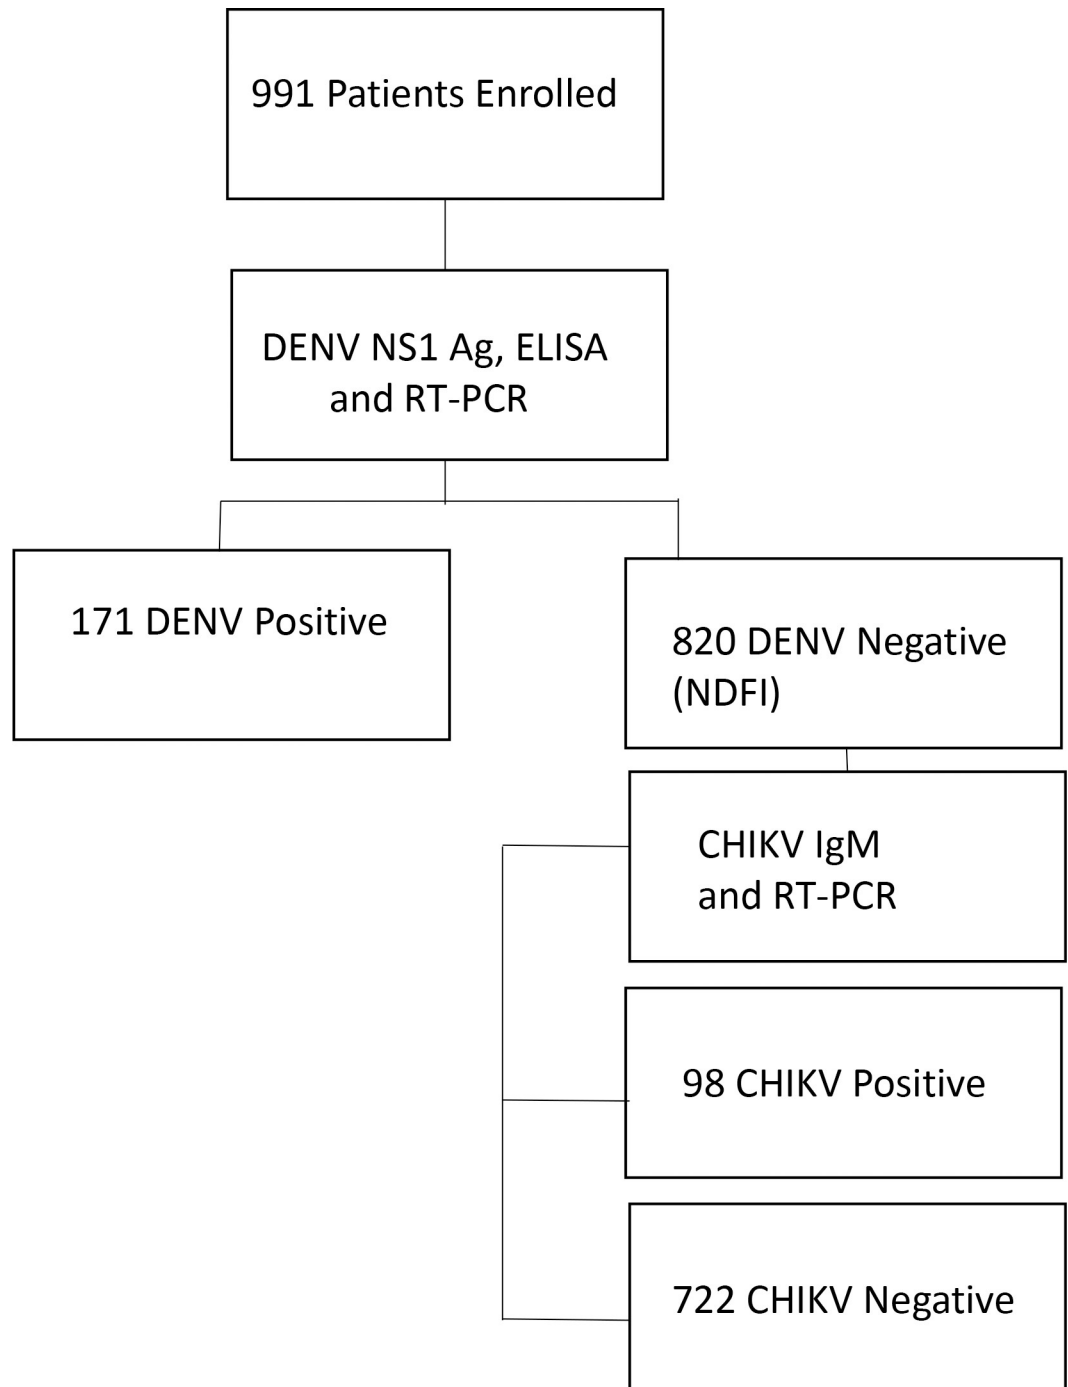 991 Patients Enrolled
DENV NS1 Ag, ELISA
and RT-PCR
171 DENV Positive
820 DENV Negative
(NDFI)
CHIKV IgM
and RT-PCR
98 CHIKV Positive
722 CHIKV Negative